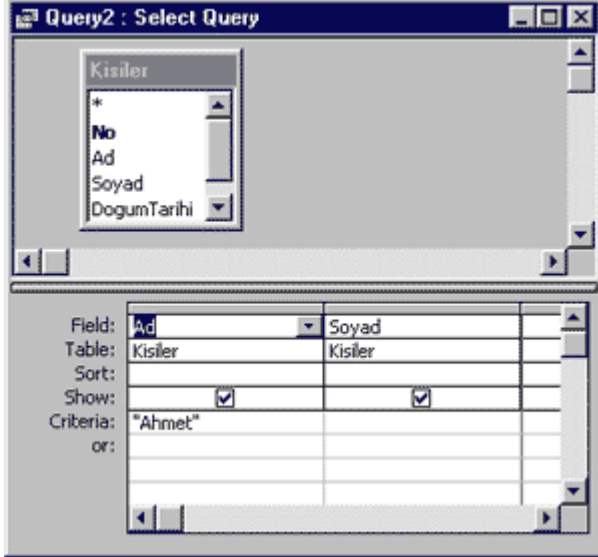 Query2 : Select Query
Kisiler
*
No
Ad
Soyad
DogumTarihi
Field: Ad Soyad
Table: Kisiler Kisiler
Sort:
Show:
Criteria: "Ahmet"
or: